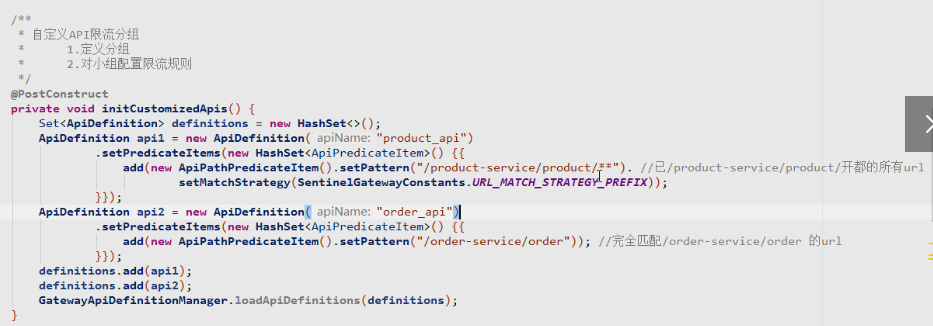 /**
 * 自定义API限流分组
 *      1.定义分组
 *      2.对小组配置限流规则
 */
@PostConstruct
private void initCustomizedApis() {
    Set<ApiDefinition> definitions = new HashSet<>();
    ApiDefinition api1 = new ApiDefinition( apiName: "product_api")
            .setPredicateItems(new HashSet<ApiPredicateItem>() {{
                add(new ApiPathPredicateItem().setPattern("/product-service/product/**"). //已/product-service/product/开都的所有url
                        setMatchStrategy(SentinelGatewayConstants.URL_MATCH_STRATEGY_PREFIX));
            }});
    ApiDefinition api2 = new ApiDefinition( apiName: "order_api")
            .setPredicateItems(new HashSet<ApiPredicateItem>() {{
                add(new ApiPathPredicateItem().setPattern("/order-service/order")); //完全匹配/order-service/order 的url
            }});
    definitions.add(api1);
    definitions.add(api2);
    GatewayApiDefinitionManager.loadApiDefinitions(definitions);
}